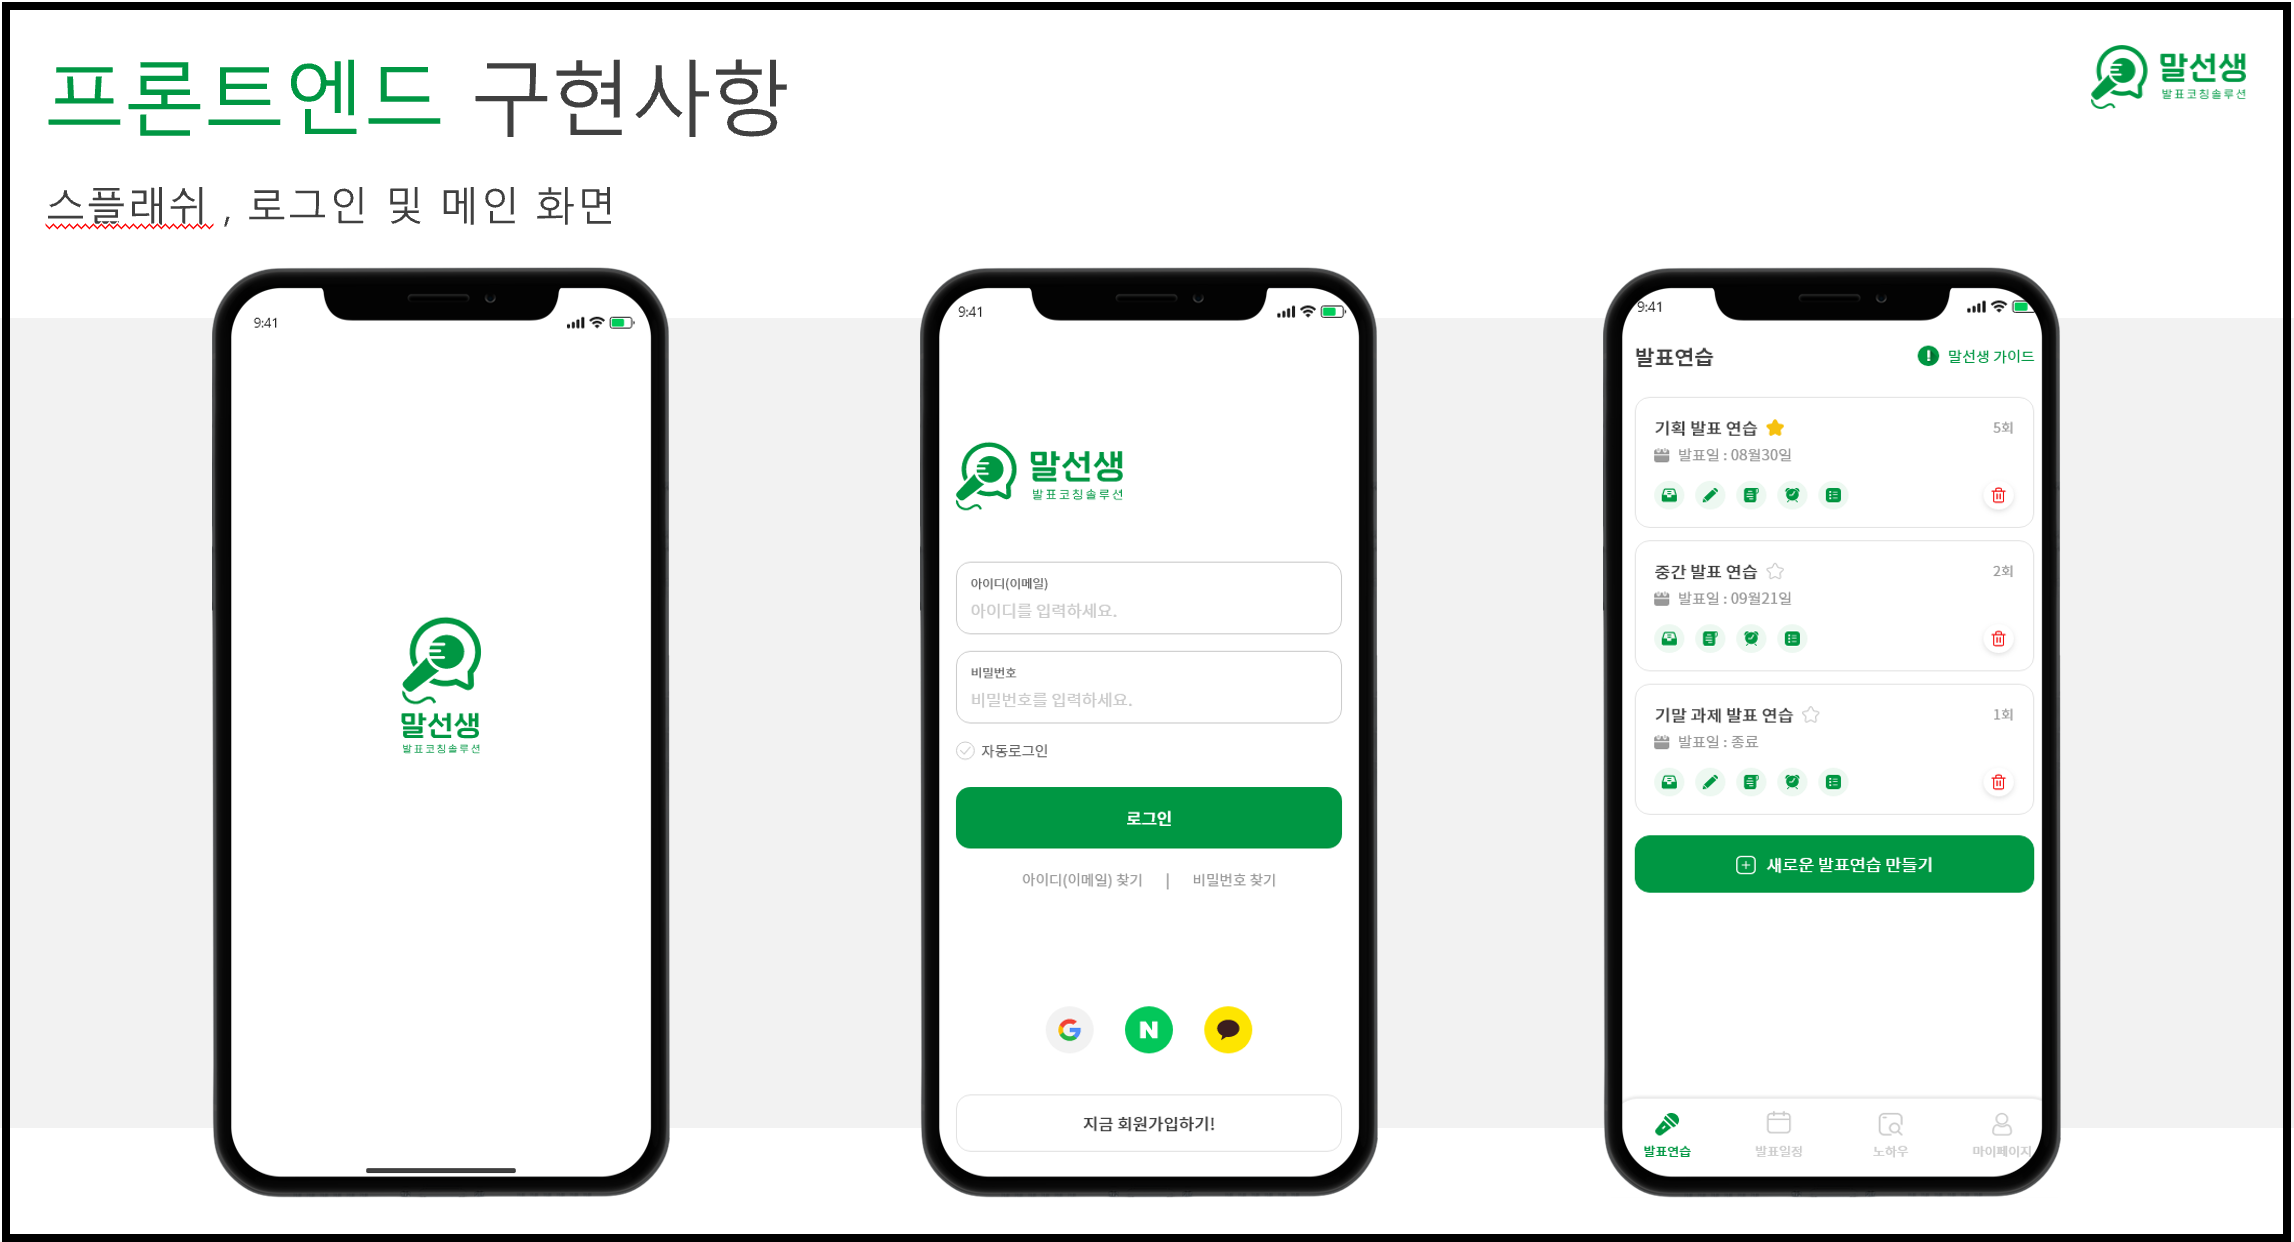 프론트엔드 구현사항
말선생
발표코칭솔루션
스플래쉬 , 로그인 및 메인 화면
9:41
말선생
발표코칭솔루션
9:41
말선생
발표코칭솔루션
아이디(이메일)
아이디를 입력하세요.
비밀번호
비밀번호를 입력하세요.
자동로그인
로그인
아이디(이메일) 찾기 | 비밀번호 찾기
G N
지금 회원가입하기!
9:41
발표연습
! 말선생 가이드
기획 발표 연습 5회
발표일 : 08월30일
중간 발표 연습 2회
발표일 : 09월21일
기말 과제 발표 연습 1회
발표일 : 종료
새로운 발표연습 만들기
발표연습 발표일정 노하우 마이페이지